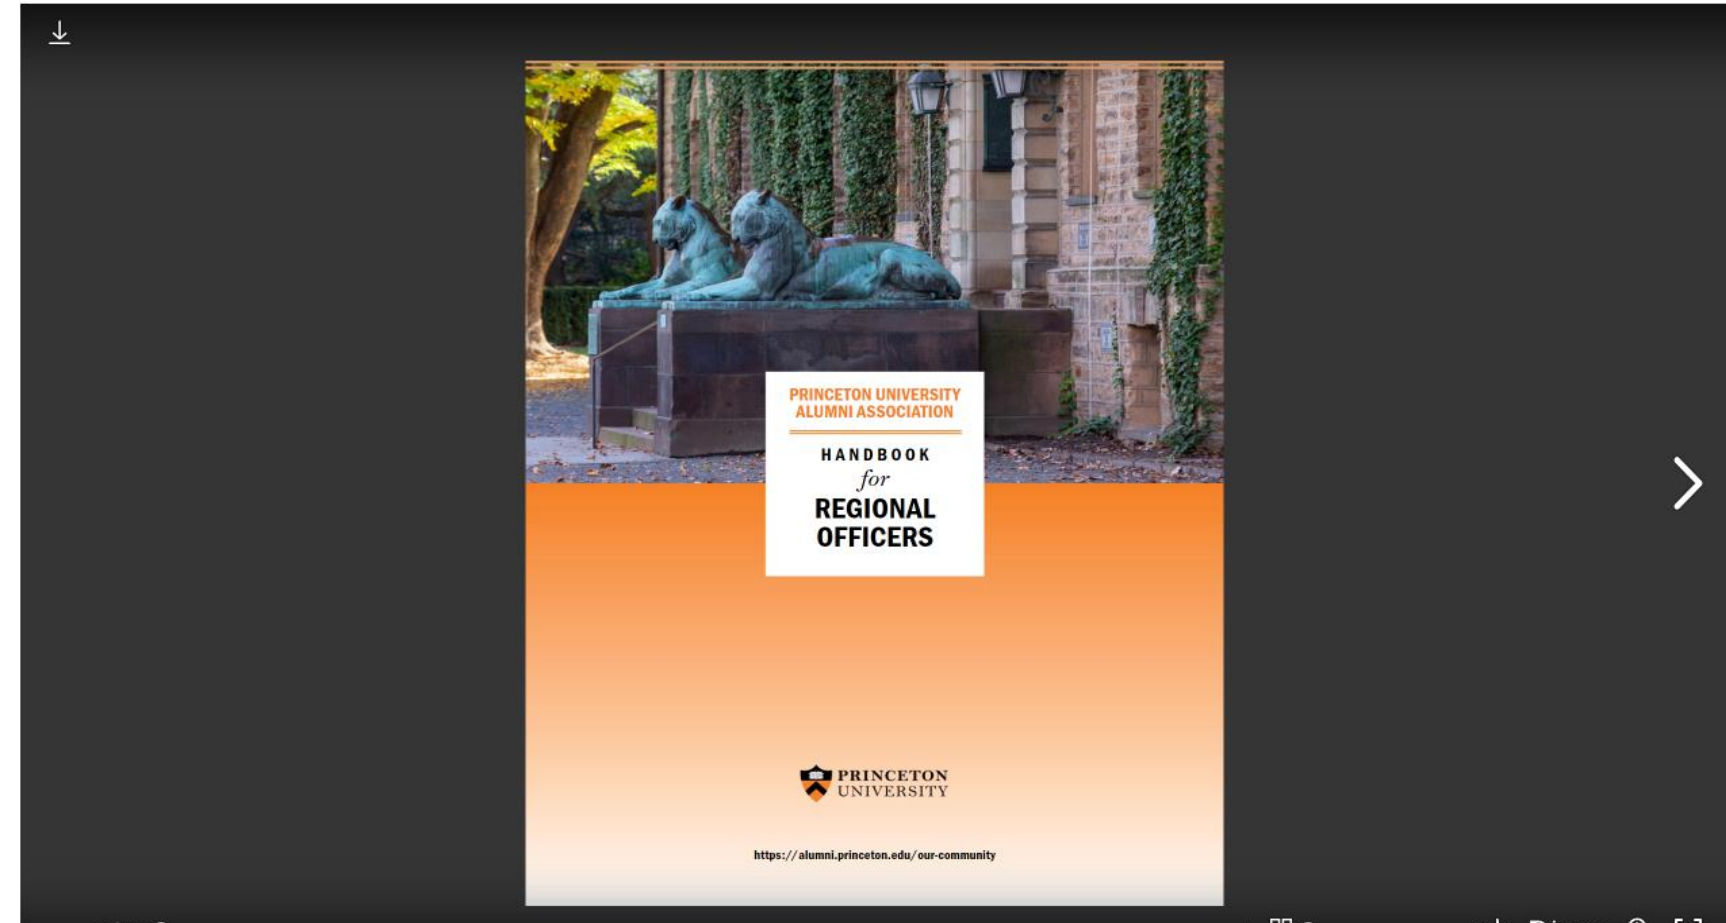 PRINCETON UNIVERSITY
ALUMNI ASSOCIATION
HANDBOOK
for
REGIONAL
OFFICERS
PRINCETON
UNIVERSITY
https://alumni.princeton.edu/our-community